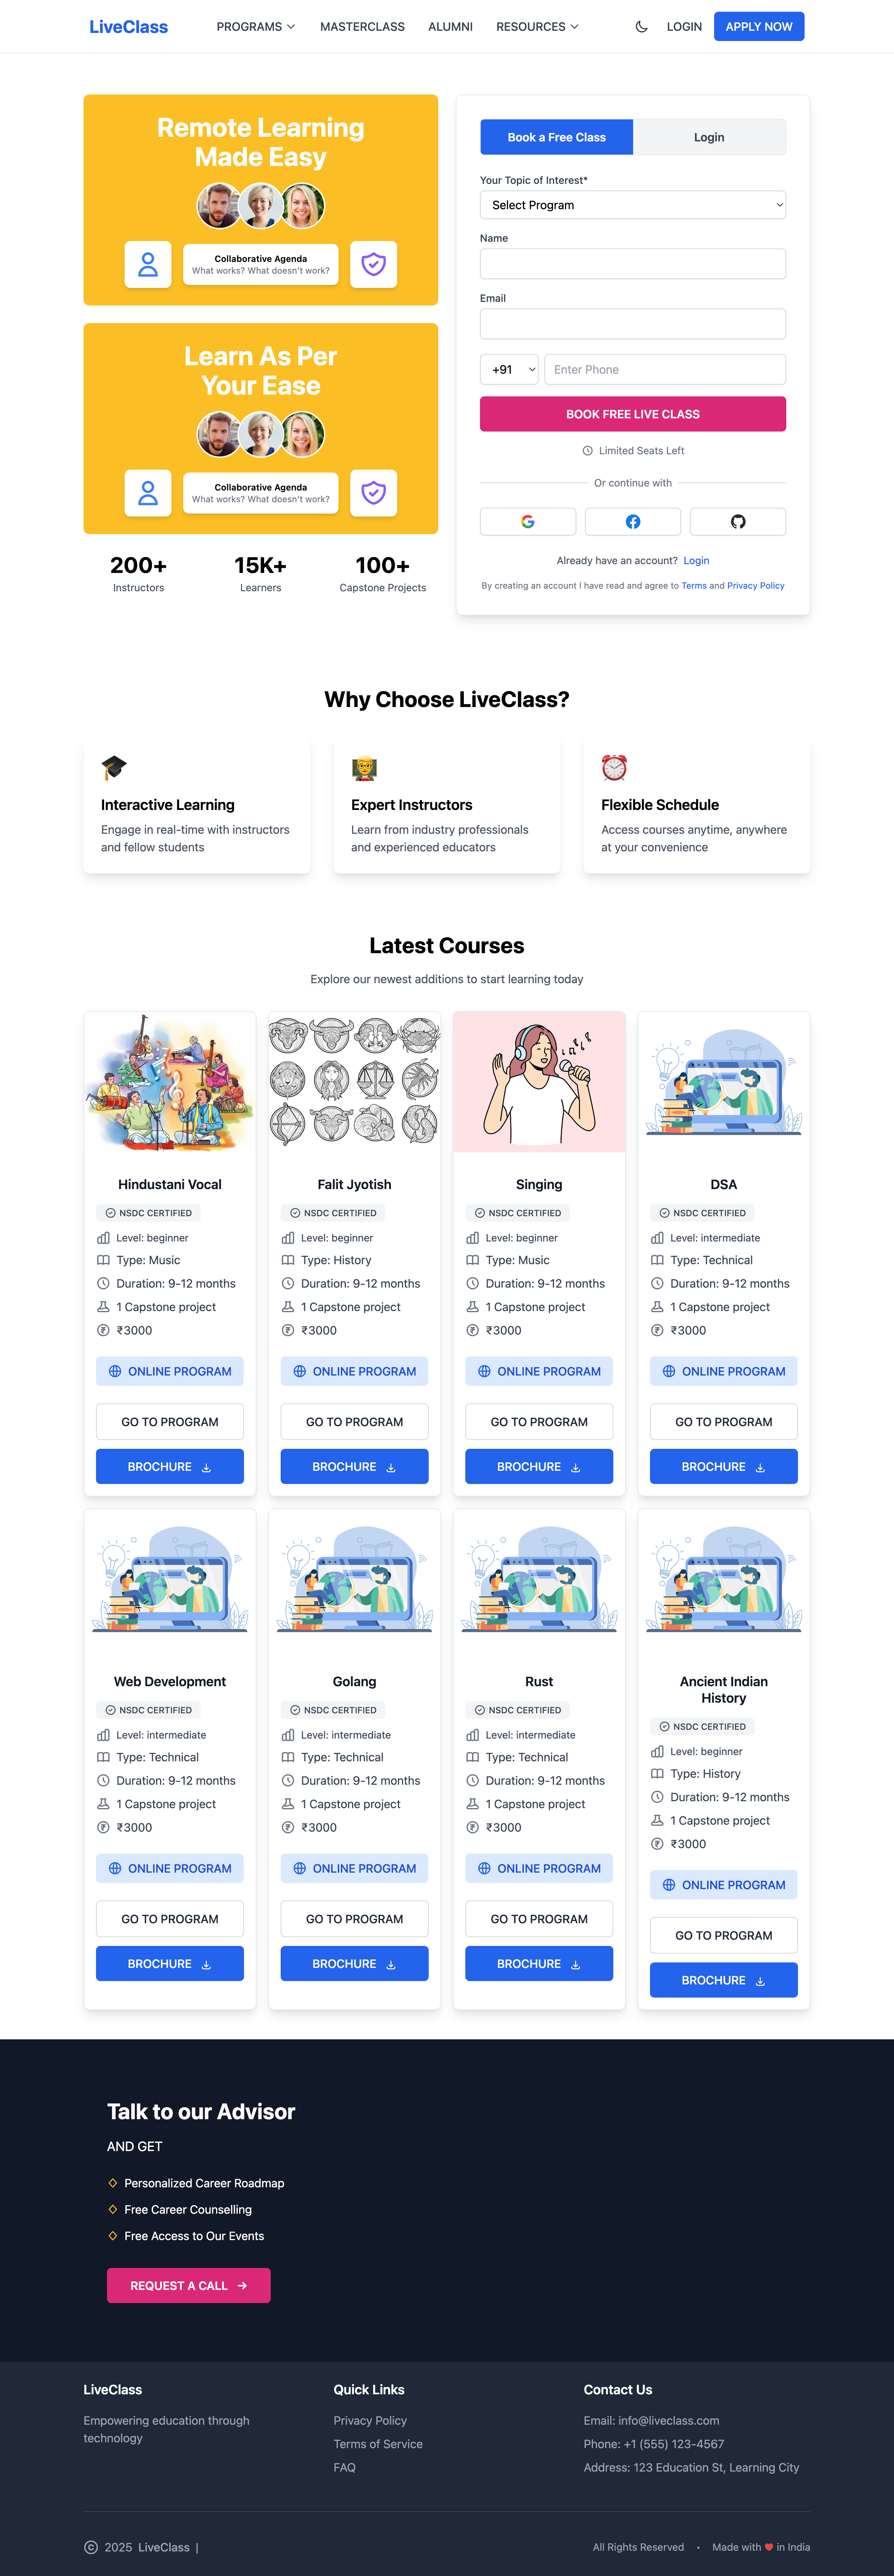 LiveClass
PROGRAMS
MASTERCLASS
ALUMNI
RESOURCES
LOGIN
APPLY NOW
Remote Learning
Made Easy
Collaborative Agenda
What works? What doesn't work?
Learn As Per
Your Ease
Collaborative Agenda
What works? What doesn't work?
200+
Instructors
15K+
Learners
100+
Capstone Projects
Book a Free Class
Login
Your Topic of Interest*
Select Program
Name
Email
+91
Enter Phone
BOOK FREE LIVE CLASS
Limited Seats Left
Or continue with
Already have an account? Login
By creating an account I have read and agree to Terms and Privacy Policy
Why Choose LiveClass?
Interactive Learning
Engage in real-time with instructors
and fellow students
Expert Instructors
Learn from industry professionals
and experienced educators
Flexible Schedule
Access courses anytime, anywhere
at your convenience
Latest Courses
Explore our newest additions to start learning today
Hindustani Vocal
NSDC CERTIFIED
Level: beginner
Type: Music
Duration: 9-12 months
1 Capstone project
₹3000
ONLINE PROGRAM
GO TO PROGRAM
BROCHURE
Falit Jyotish
NSDC CERTIFIED
Level: beginner
Type: History
Duration: 9-12 months
1 Capstone project
₹3000
ONLINE PROGRAM
GO TO PROGRAM
BROCHURE
Singing
NSDC CERTIFIED
Level: beginner
Type: Music
Duration: 9-12 months
1 Capstone project
₹3000
ONLINE PROGRAM
GO TO PROGRAM
BROCHURE
DSA
NSDC CERTIFIED
Level: intermediate
Type: Technical
Duration: 9-12 months
1 Capstone project
₹3000
ONLINE PROGRAM
GO TO PROGRAM
BROCHURE
Web Development
NSDC CERTIFIED
Level: intermediate
Type: Technical
Duration: 9-12 months
1 Capstone project
₹3000
ONLINE PROGRAM
GO TO PROGRAM
BROCHURE
Golang
NSDC CERTIFIED
Level: intermediate
Type: Technical
Duration: 9-12 months
1 Capstone project
₹3000
ONLINE PROGRAM
GO TO PROGRAM
BROCHURE
Rust
NSDC CERTIFIED
Level: intermediate
Type: Technical
Duration: 9-12 months
1 Capstone project
₹3000
ONLINE PROGRAM
GO TO PROGRAM
BROCHURE
Ancient Indian
History
NSDC CERTIFIED
Level: beginner
Type: History
Duration: 9-12 months
1 Capstone project
₹3000
ONLINE PROGRAM
GO TO PROGRAM
BROCHURE
Talk to our Advisor
AND GET
Personalized Career Roadmap
Free Career Counselling
Free Access to Our Events
REQUEST A CALL →
LiveClass
Empowering education through
technology
Quick Links
Privacy Policy
Terms of Service
FAQ
Contact Us
Email: info@liveclass.com
Phone: +1 (555) 123-4567
Address: 123 Education St, Learning City
© 2025 LiveClass |
All Rights Reserved • Made with ❤ in India